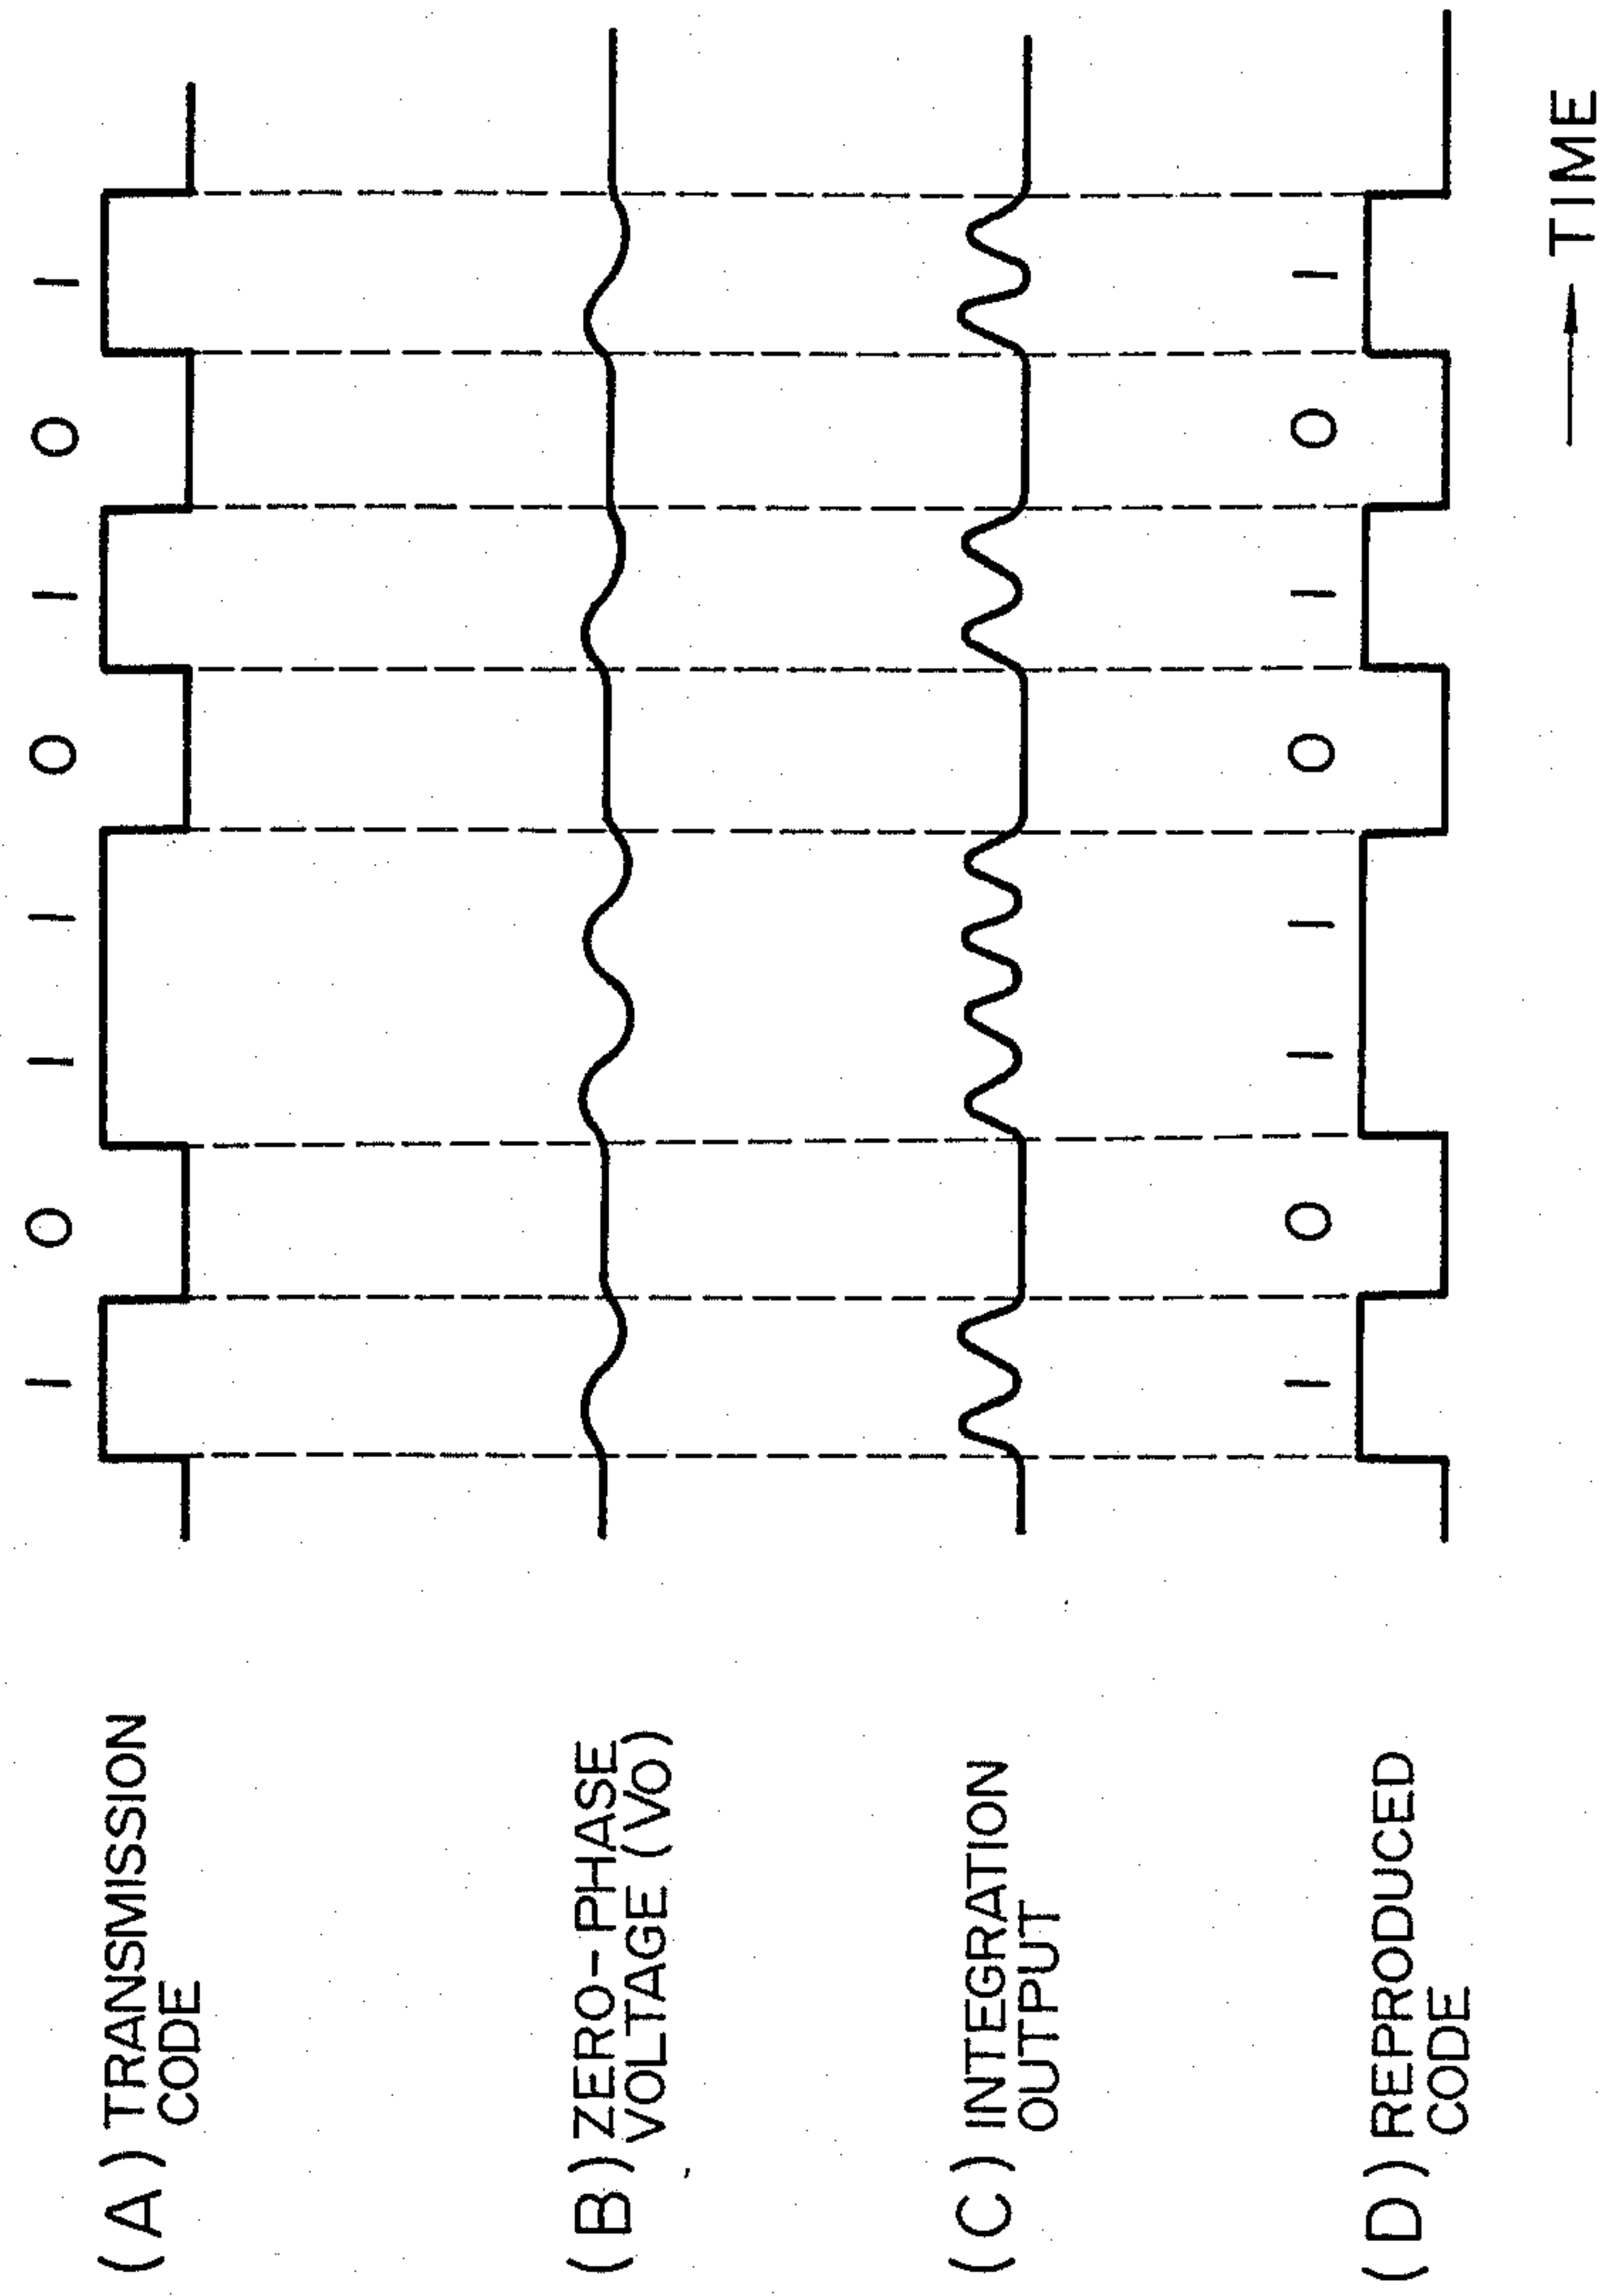 (A) TRANSMISSION
CODE
1 0 1 1 0 1 0 1
(B) ZERO-PHASE
VOLTAGE (VO)
(C) INTEGRATION
OUTPUT
(D) REPRODUCED
CODE
1 0 1 1 0 1 0 1
TIME